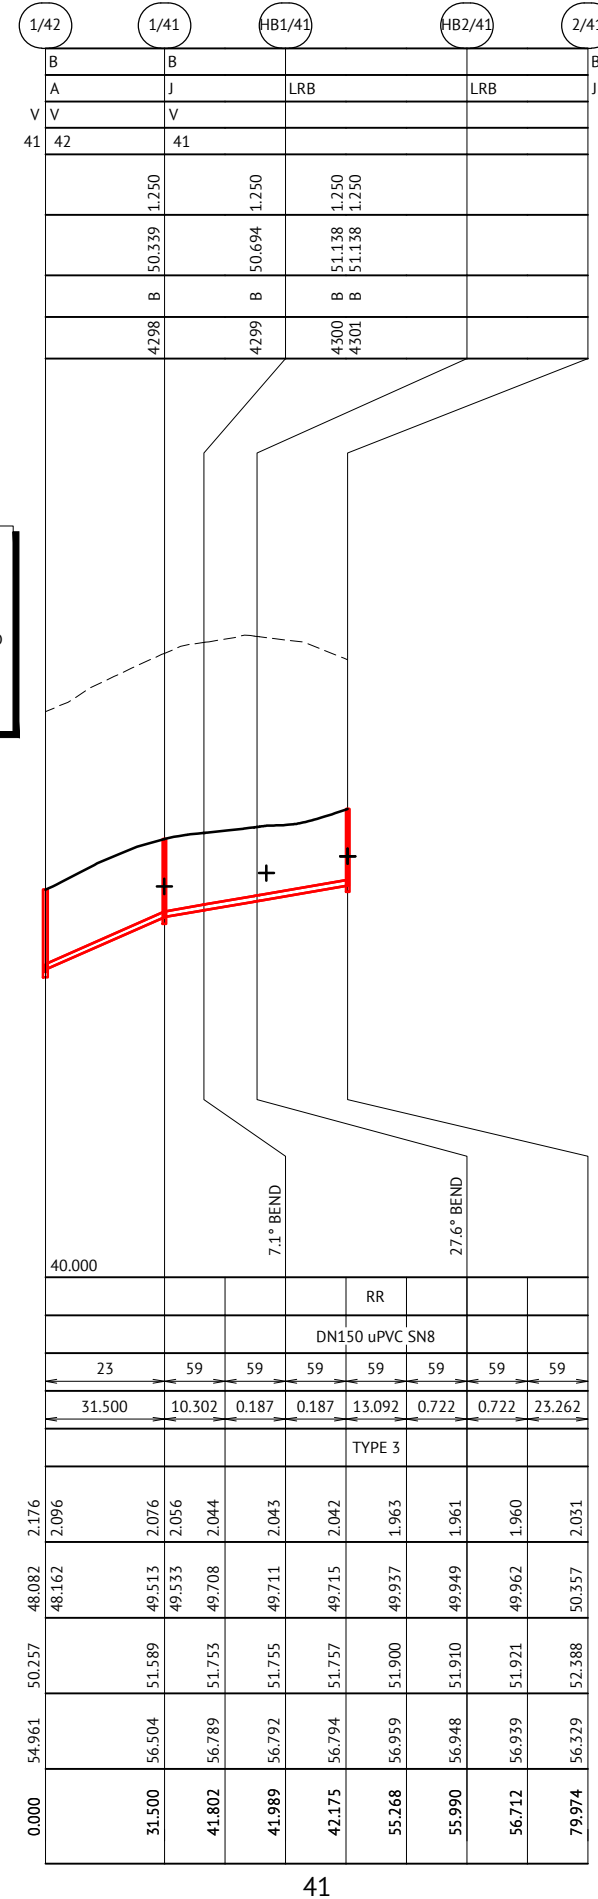 1/42 1/41 HB1/41 HB2/41 2/41
B B B
A J LRB LRB J
V V V
41 42 41
1.250 1.250 1.250 1.250
50.339 50.694 51.138 51.138
B B B B
4298 4299 4300 4301
7.1° BEND 27.6° BEND
40.000
RR
DN150 uPVC SN8
23 59 59 59 59 59 59 59
31.500 10.302 0.187 0.187 13.092 0.722 0.722 23.262
TYPE 3
2.176 2.096 2.076 2.056 2.044 2.043 2.042 1.963 1.961 1.960 2.031
48.082 48.162 49.513 49.533 49.708 49.711 49.715 49.937 49.949 49.962 50.357
50.257 51.589 51.753 51.755 51.757 51.900 51.910 51.921 52.388
54.961 56.504 56.789 56.792 56.794 56.959 56.948 56.939 56.329
0.000 31.500 41.802 41.989 42.175 55.268 55.990 56.712 79.974
41